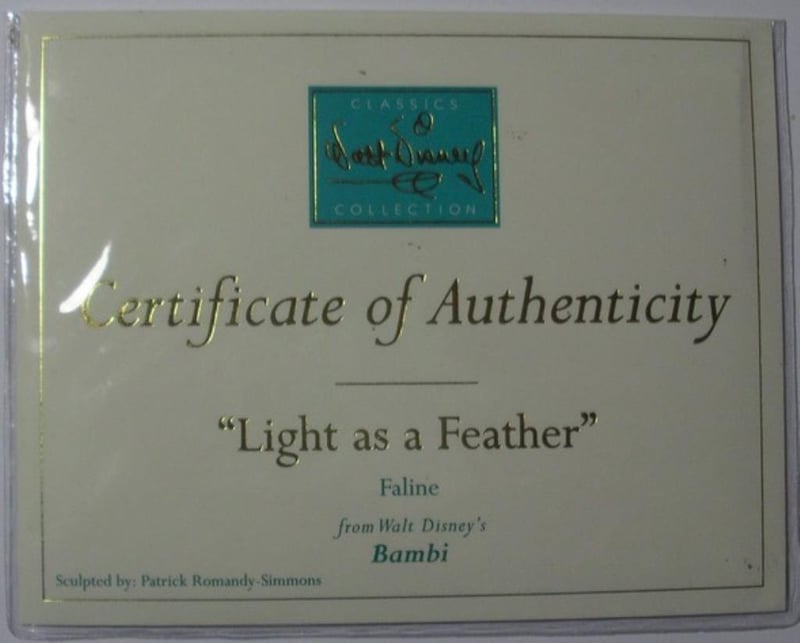 CLASSICS
Walt Disney
COLLECTION
Certificate of Authenticity
“Light as a Feather”
Faline
from Walt Disney's
Bambi
Sculpted by: Patrick Romandy-Simmons